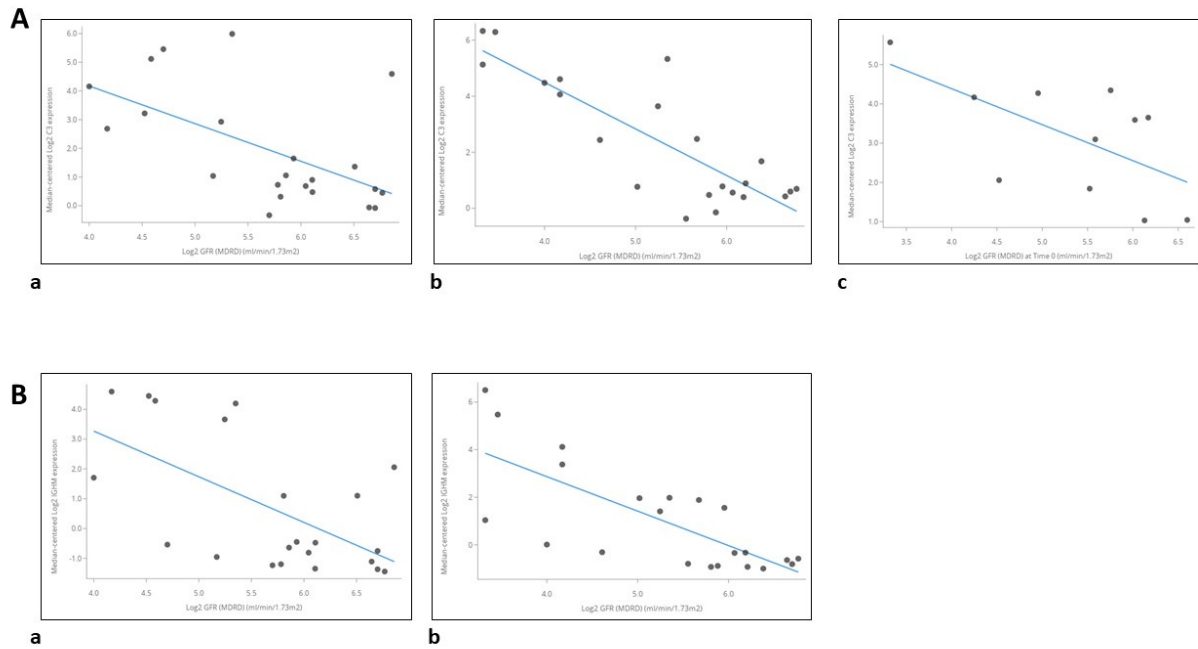 A
Median-centered Log2 C3 expression
6.0
5.0
4.0
3.0
2.0
1.0
0.0
4.0 4.5 5.0 5.5 6.0 6.5
Log2 GFR (MDRD) (ml/min/1.73m2)
a
Median-centered Log2 C3 expression
6
4
2
0
4.0 5.0 6.0
Log2 GFR (MDRD) (ml/min/1.73m2)
b
Median-centered Log2 C3 expression
5.0
4.0
3.0
2.0
1.0
3.5 4.0 4.5 5.0 5.5 6.0 6.5
Log2 GFR (MDRD) at Time 0 (ml/min/1.73m2)
c
B
Median-centered Log2 IGHM expression
4.0
3.0
2.0
1.0
0.0
-1.0
4.0 4.5 5.0 5.5 6.0 6.5
Log2 GFR (MDRD) (ml/min/1.73m2)
a
Median-centered Log2 IGHM expression
6
4
2
0
4.0 5.0 6.0
Log2 GFR (MDRD) (ml/min/1.73m2)
b